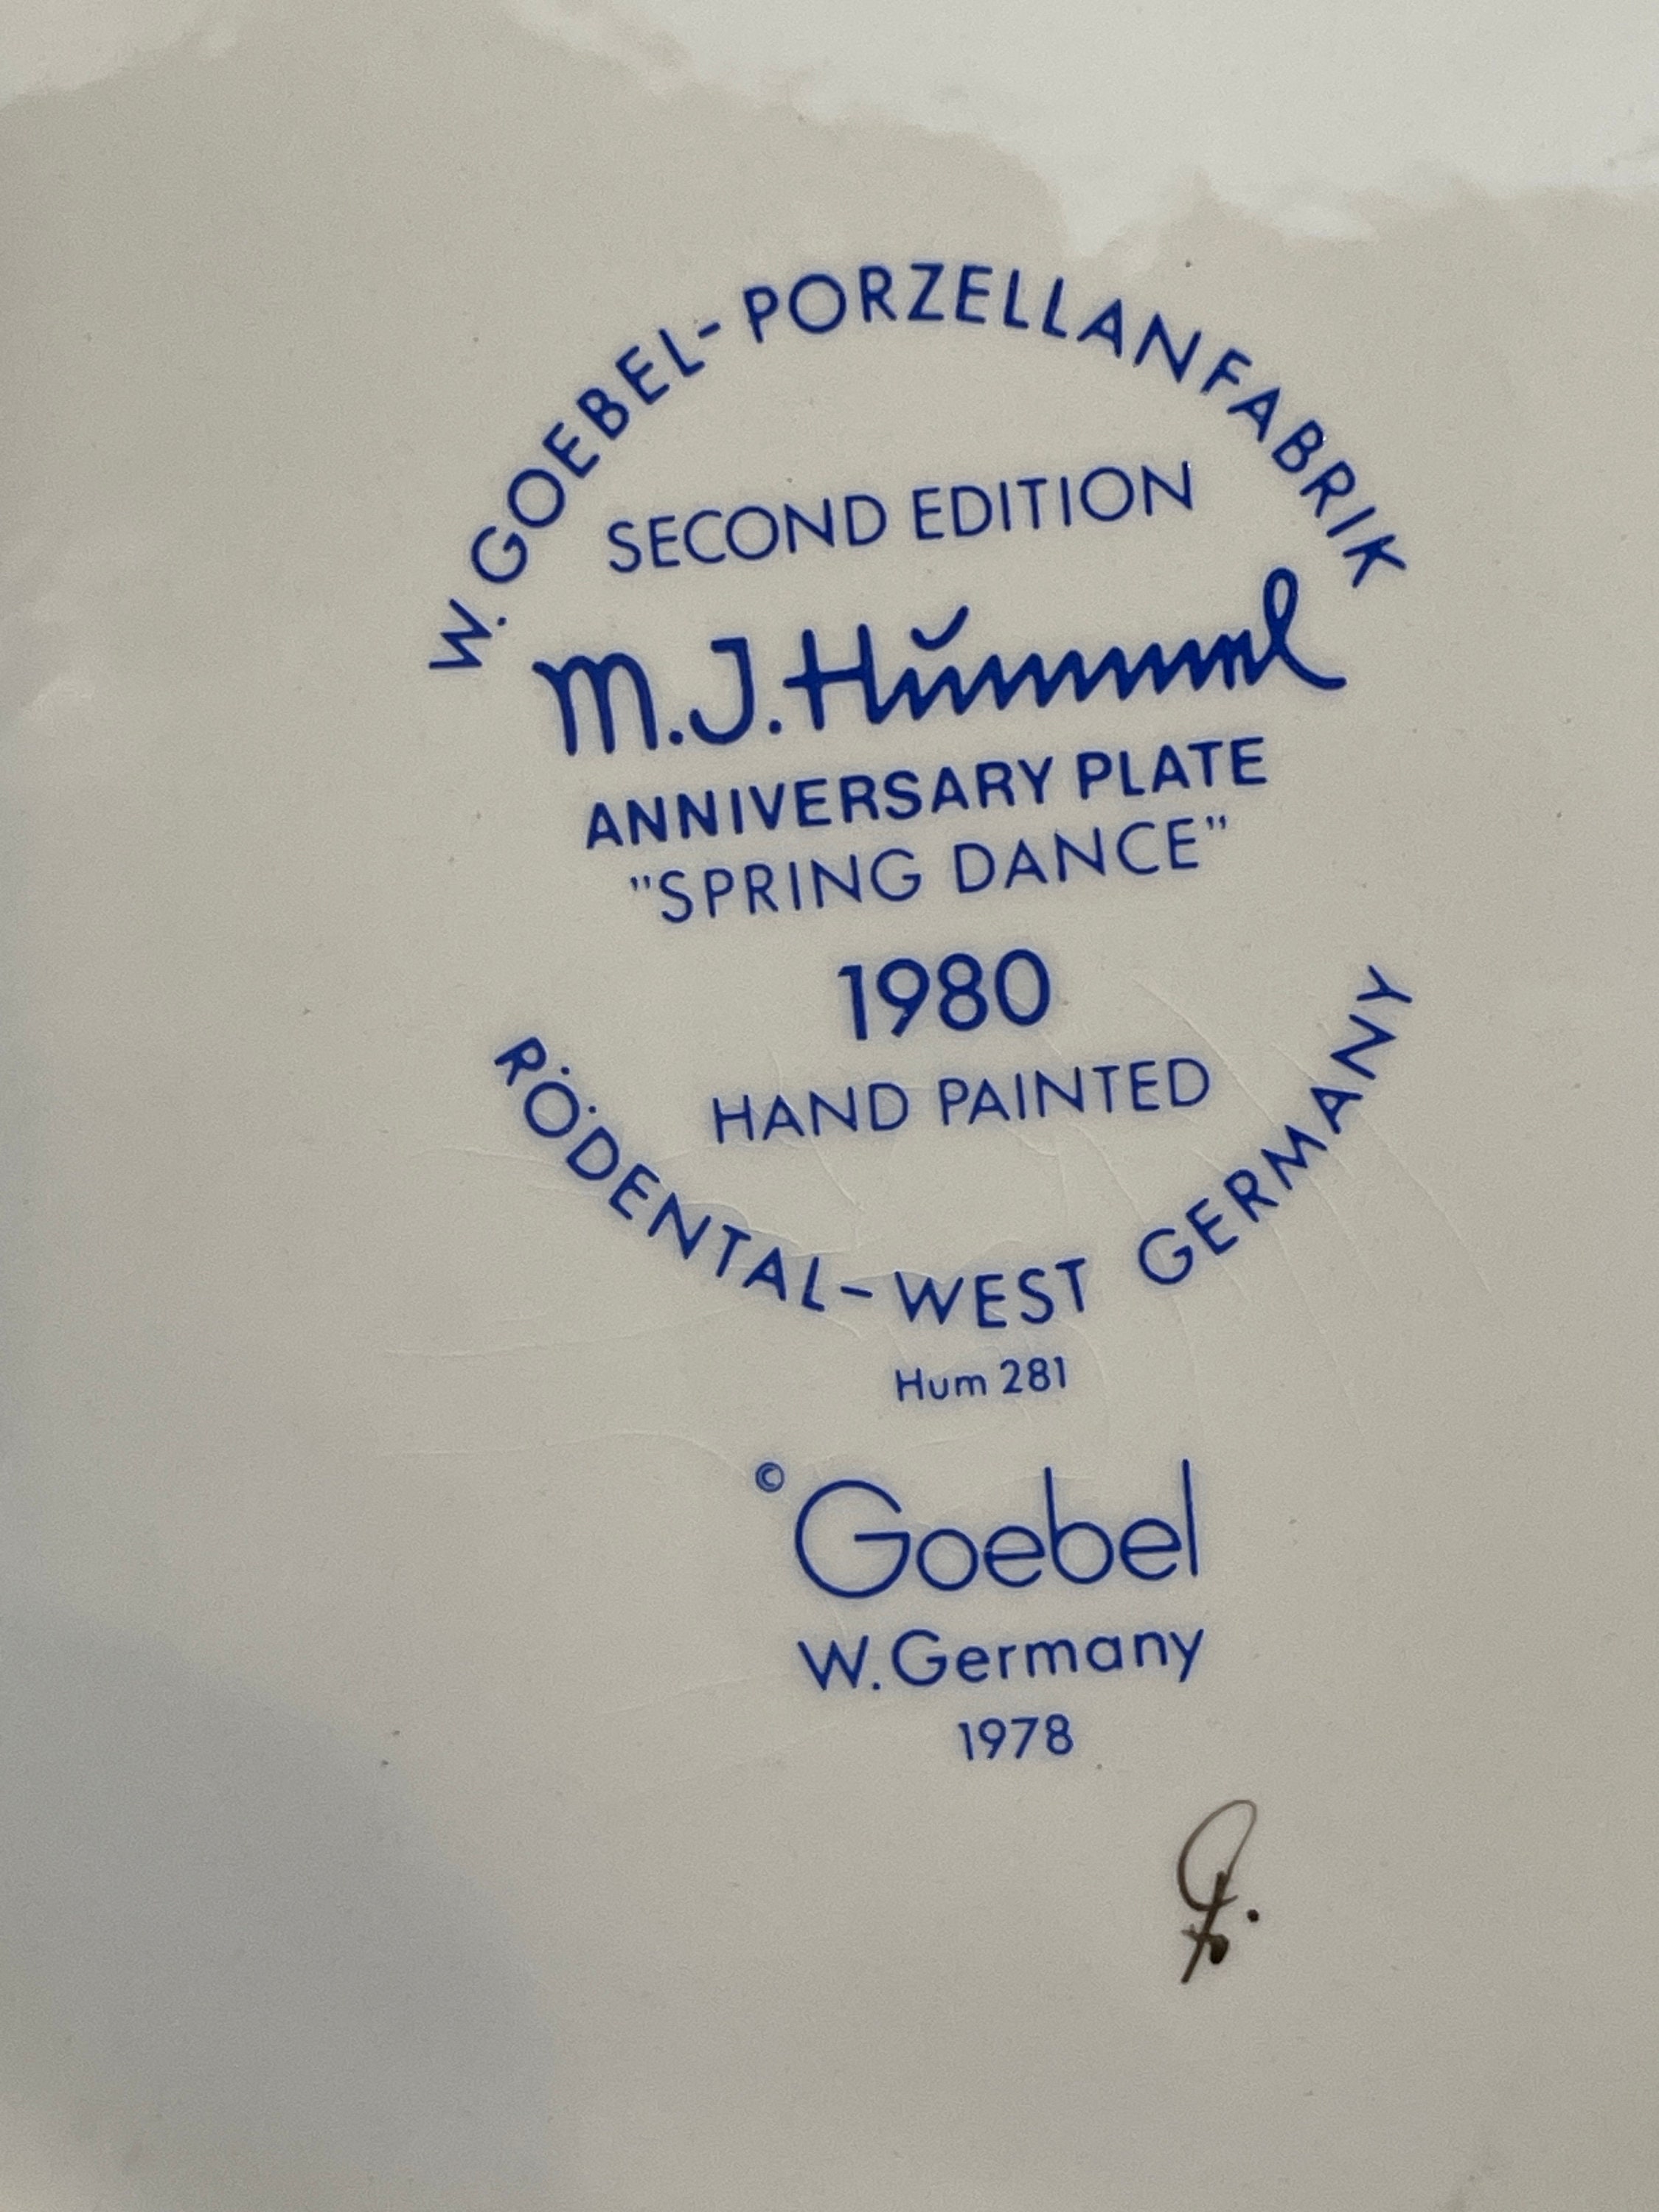 W. GOEBEL-PORZELLANFABRIK
SECOND EDITION
M.J. Hŭmmel
ANNIVERSARY PLATE
"SPRING DANCE"
1980
HAND PAINTED
RÖDENTAL-WEST GERMANY
Hum 281
© Goebel
W. Germany
1978